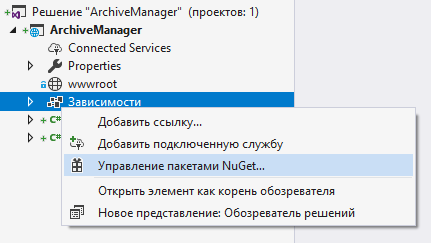 Решение "ArchiveManager" (проектов: 1)
ArchiveManager
Connected Services
Properties
wwwroot
Зависимости
C#
C#
Добавить ссылку...
Добавить подключенную службу
Управление пакетами NuGet...
Открыть элемент как корень обозревателя
Новое представление: Обозреватель решений